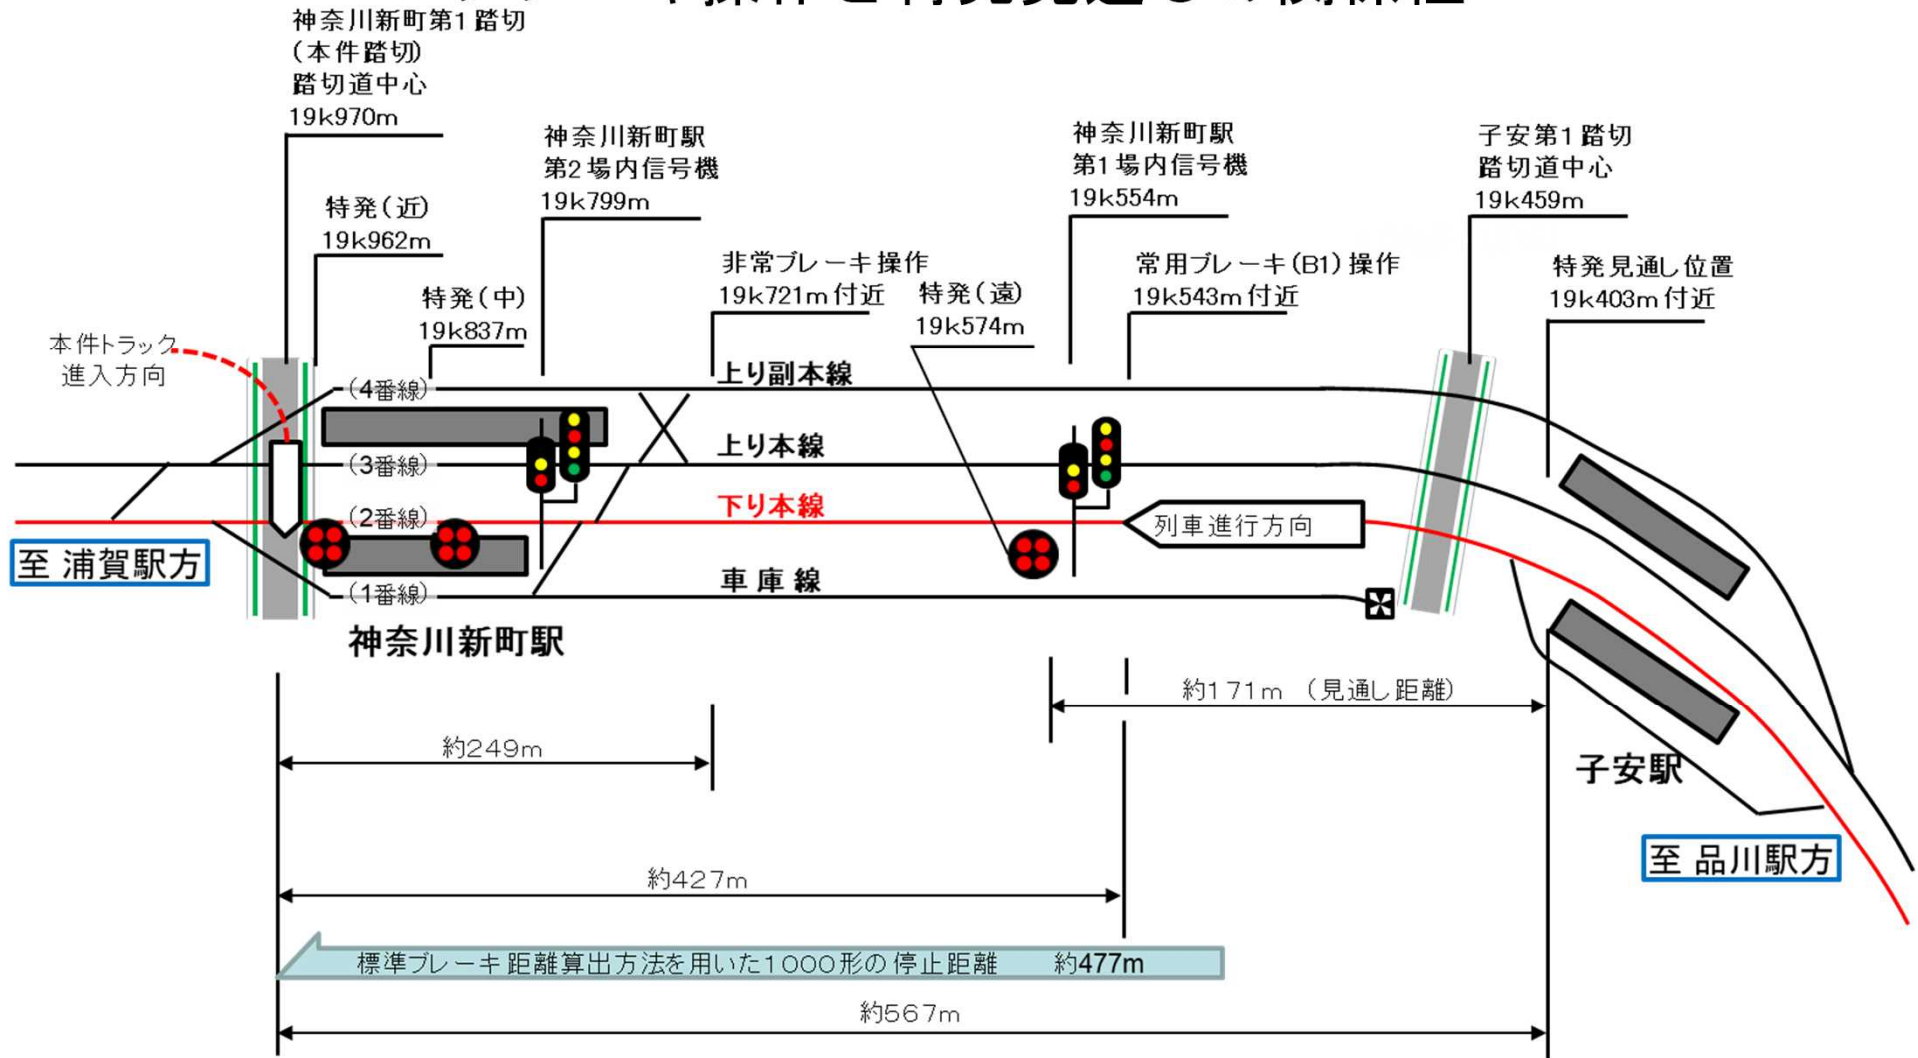 神奈川新町第1踏切
(本件踏切)
踏切道中心
19k970m
特発(近)
19k962m
特発(中)
19k837m
神奈川新町駅
第2場内信号機
19k799m
非常ブレーキ操作
19k721m付近
特発(遠)
19k574m
神奈川新町駅
第1場内信号機
19k554m
常用ブレーキ(B1)操作
19k543m付近
子安第1踏切
踏切道中心
19k459m
特発見通し位置
19k403m付近
本件トラック
進入方向
(4番線)
上り副本線
(3番線)
上り本線
(2番線)
下り本線
列車進行方向
(1番線)
車庫線
至 浦賀駅方
神奈川新町駅
約171m (見通し距離)
約249m
子安駅
至 品川駅方
約427m
標準ブレーキ距離算出方法を用いた1000形の停止距離 約477m
約567m